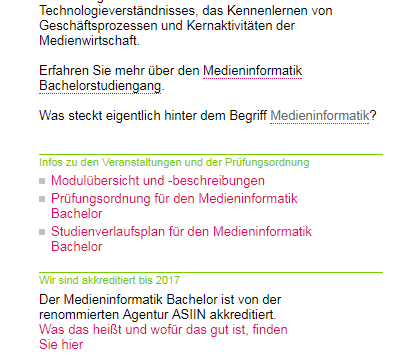 Technologieverständnisses, das Kennenlernen von
Geschäftsprozessen und Kernaktivitäten der
Medienwirtschaft.
Erfahren Sie mehr über den Medieninformatik
Bachelorstudiengang.
Was steckt eigentlich hinter dem Begriff Medieninformatik?
Infos zu den Veranstaltungen und der Prüfungsordnung
Modulübersicht und -beschreibungen
Prüfungsordnung für den Medieninformatik
Bachelor
Studienverlaufsplan für den Medieninformatik
Bachelor
Wir sind akkreditiert bis 2017
Der Medieninformatik Bachelor ist von der
renommierten Agentur ASIIN akkreditiert.
Was das heißt und wofür das gut ist, finden
Sie hier